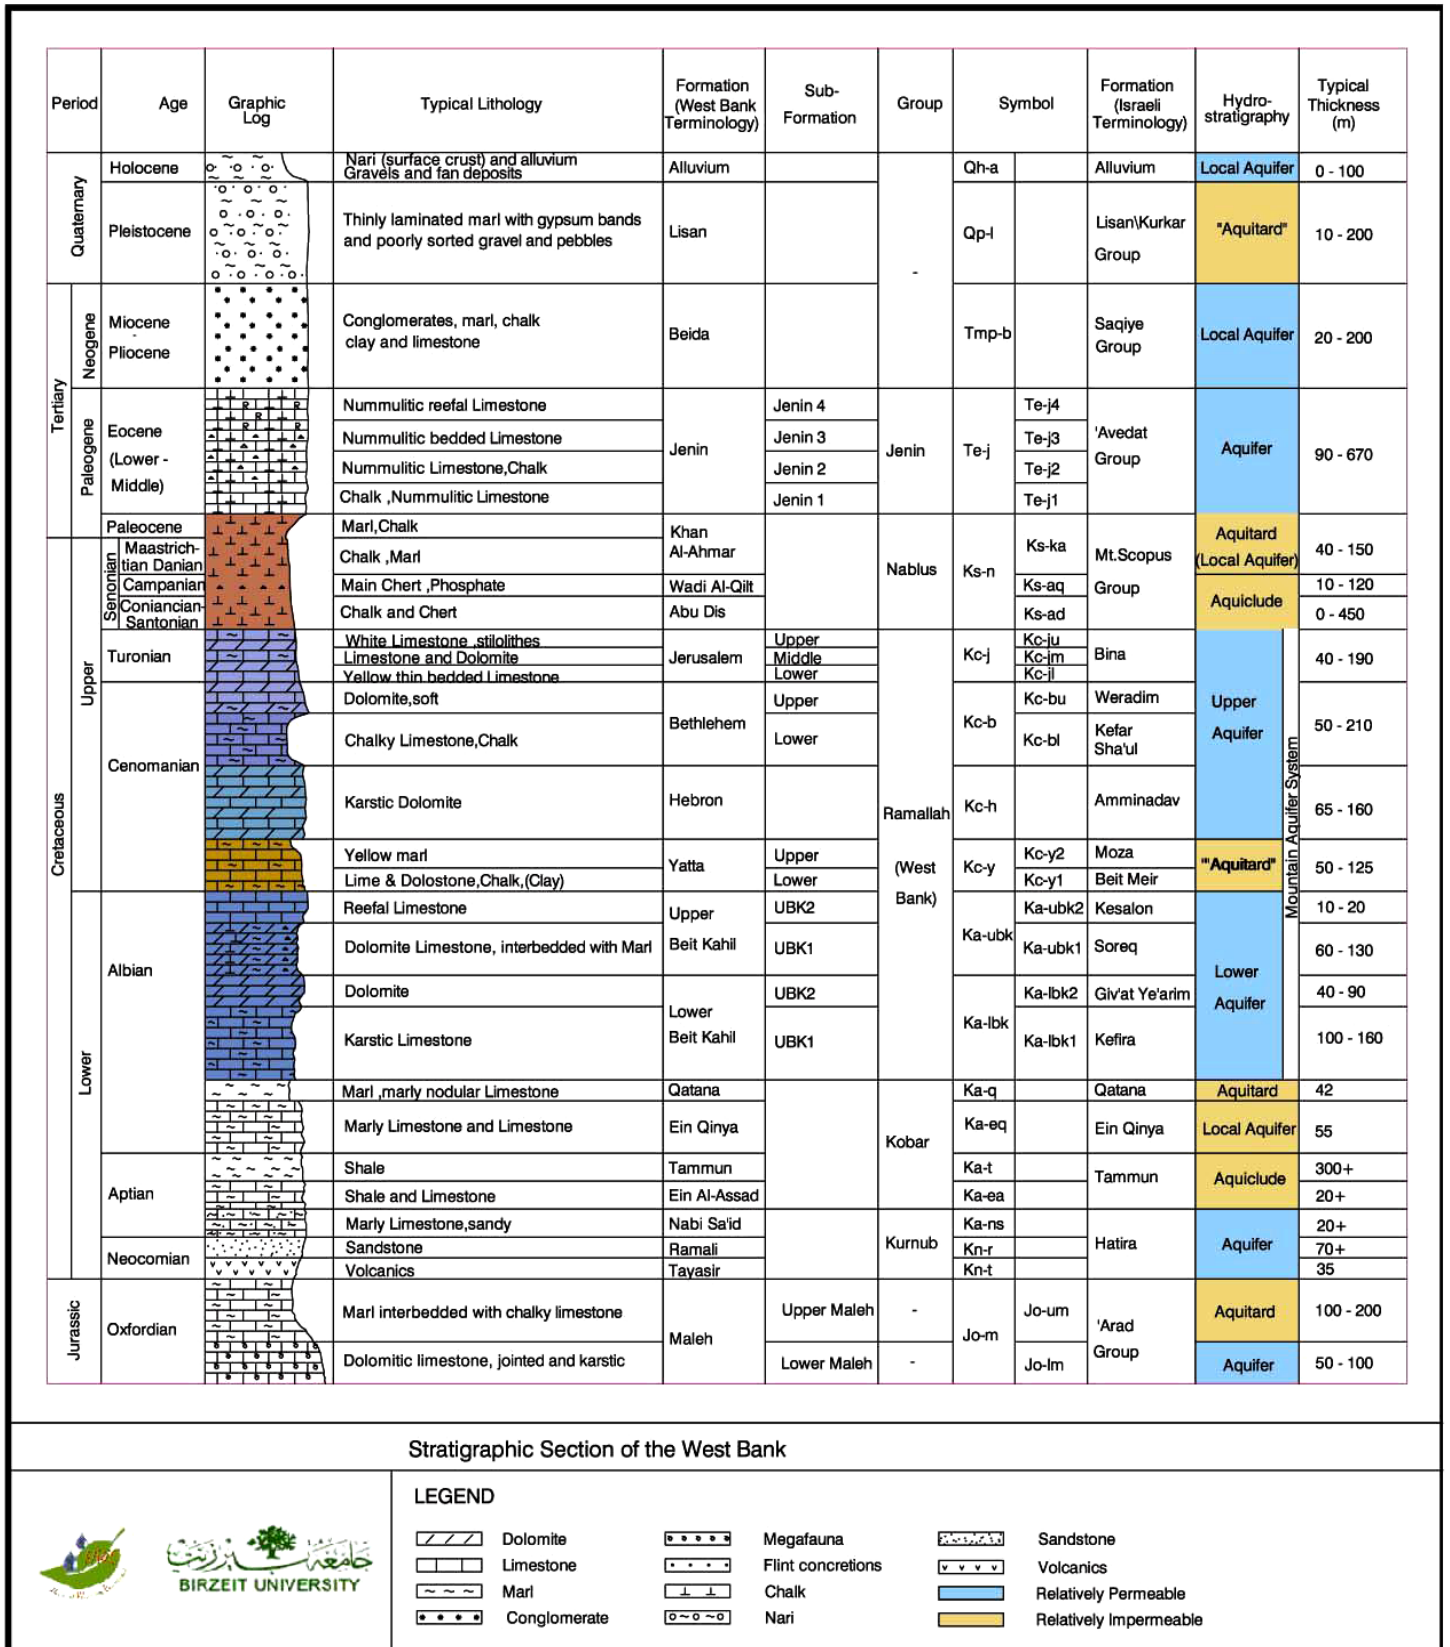 Period Age Graphic Log Typical Lithology Formation (West Bank Terminology) Sub-Formation Group Symbol Formation (Israeli Terminology) Hydro-stratigraphy Typical Thickness (m)
Quaternary
Holocene Nari (surface crust) and alluvium Gravels and fan deposits Alluvium - Qh-a Alluvium Local Aquifer 0 - 100
Pleistocene Thinly laminated marl with gypsum bands and poorly sorted gravel and pebbles Lisan Qp-l Lisan\Kurkar Group "Aquitard" 10 - 200
Tertiary
Neogene
Miocene - Pliocene Conglomerates, marl, chalk clay and limestone Beida Tmp-b Saqiye Group Local Aquifer 20 - 200
Paleogene
Eocene (Lower - Middle) Jenin Jenin Te-j 'Avedat Group Aquifer 90 - 670
Nummulitic reefal Limestone Jenin 4 Te-j4
Nummulitic bedded Limestone Jenin 3 Te-j3
Nummulitic Limestone,Chalk Jenin 2 Te-j2
Chalk ,Nummulitic Limestone Jenin 1 Te-j1
Paleocene Marl,Chalk Khan Al-Ahmar Nablus Ks-n Mt.Scopus Group Aquitard (Local Aquifer)
Cretaceous
Upper
Senonian
Maastrich-tian Danian Chalk ,Marl Ks-ka 40 - 150
Campanian Main Chert ,Phosphate Wadi Al-Qilt Ks-aq Aquiclude 10 - 120
Coniancian-Santonian Chalk and Chert Abu Dis Ks-ad 0 - 450
Turonian Jerusalem Ramallah (West Bank) Kc-j Bina Upper Aquifer Mountain Aquifer System 40 - 190
White Limestone ,stilolithes Upper Kc-ju
Limestone and Dolomite Middle Kc-jm
Yellow thin bedded Limestone Lower Kc-jl
Cenomanian Bethlehem Kc-b 50 - 210
Dolomite,soft Upper Kc-bu Weradim
Chalky Limestone,Chalk Lower Kc-bl Kefar Sha'ul
Karstic Dolomite Hebron Kc-h Amminadav 65 - 160
Yatta Kc-y ""Aquitard" 50 - 125
Yellow marl Upper Kc-y2 Moza
Lime & Dolostone,Chalk,(Clay) Lower Kc-y1 Beit Meir
Lower
Albian Upper Beit Kahil Ka-ubk Lower Aquifer
Reefal Limestone UBK2 Ka-ubk2 Kesalon 10 - 20
Dolomite Limestone, interbedded with Marl UBK1 Ka-ubk1 Soreq 60 - 130
Lower Beit Kahil Ka-lbk
Dolomite UBK2 Ka-lbk2 Giv'at Ye'arim 40 - 90
Karstic Limestone UBK1 Ka-lbk1 Kefira 100 - 160
Marl ,marly nodular Limestone Qatana Kobar Ka-q Qatana Aquitard 42
Marly Limestone and Limestone Ein Qinya Ka-eq Ein Qinya Local Aquifer 55
Aptian
Shale Tammun Ka-t Tammun Aquiclude 300+
Shale and Limestone Ein Al-Assad Ka-ea 20+
Marly Limestone,sandy Nabi Sa'id Kurnub Ka-ns Hatira Aquifer 20+
Neocomian
Sandstone Ramali Kn-r 70+
Volcanics Tayasir Kn-t 35
Jurassic
Oxfordian Maleh Jo-m 'Arad Group
Marl interbedded with chalky limestone Upper Maleh - Jo-um Aquitard 100 - 200
Dolomitic limestone, jointed and karstic Lower Maleh - Jo-lm Aquifer 50 - 100
Stratigraphic Section of the West Bank
جامعة بيرزيت
BIRZEIT UNIVERSITY
LEGEND
Dolomite Megafauna Sandstone
Limestone Flint concretions Volcanics
Marl Chalk Relatively Permeable
Conglomerate Nari Relatively Impermeable